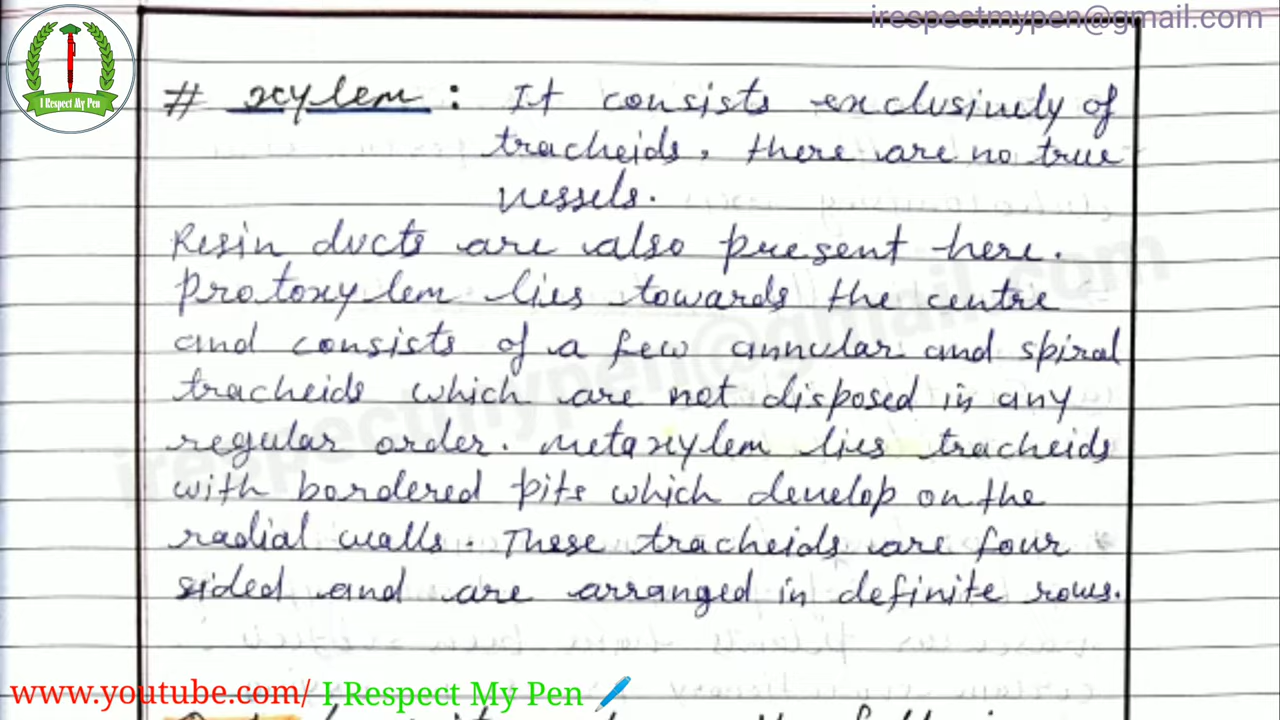 irespectmypen@gmail.com
I Respect My Pen
# xylem : It consists exclusively of
tracheids. there are no true
vessels.
Resin ducts are also present here.
Protoxylem lies towards the centre
and consists of a few annular and spiral
tracheids which are not disposed in any
regular order. Metaxylem lies tracheids
with bordered pits which develop on the
radial walls. These tracheids are four
sided and are arranged in definite rows.
irespectmypen@gmail.com
www.youtube.com/ I Respect My Pen